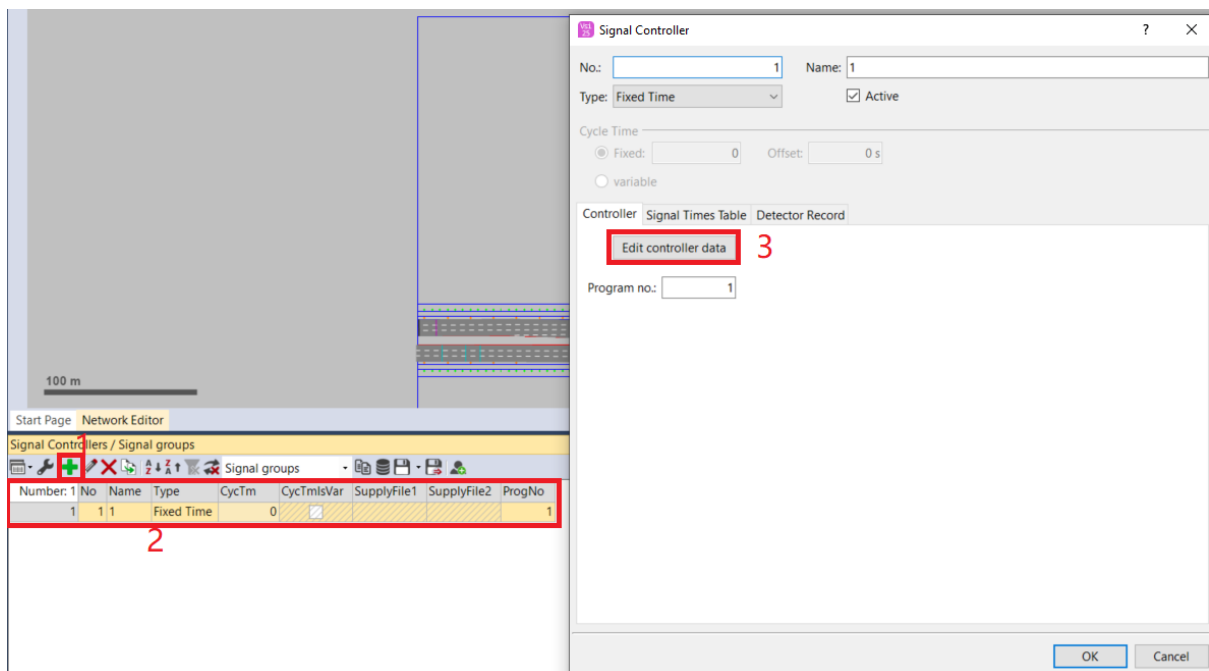 Vcl 25 Signal Controller ? X
No.: 1 Name: 1
Type: Fixed Time Active
Cycle Time
Fixed: 0 Offset: 0 s
variable
Controller Signal Times Table Detector Record
Edit controller data 3
Program no.: 1
OK Cancel
100 m
Start Page Network Editor
1
Signal Controllers / Signal groups
Signal groups
Number: 1 No Name Type CycTm CycTmIsVar SupplyFile1 SupplyFile2 ProgNo
1 1 1 Fixed Time 0 1
2